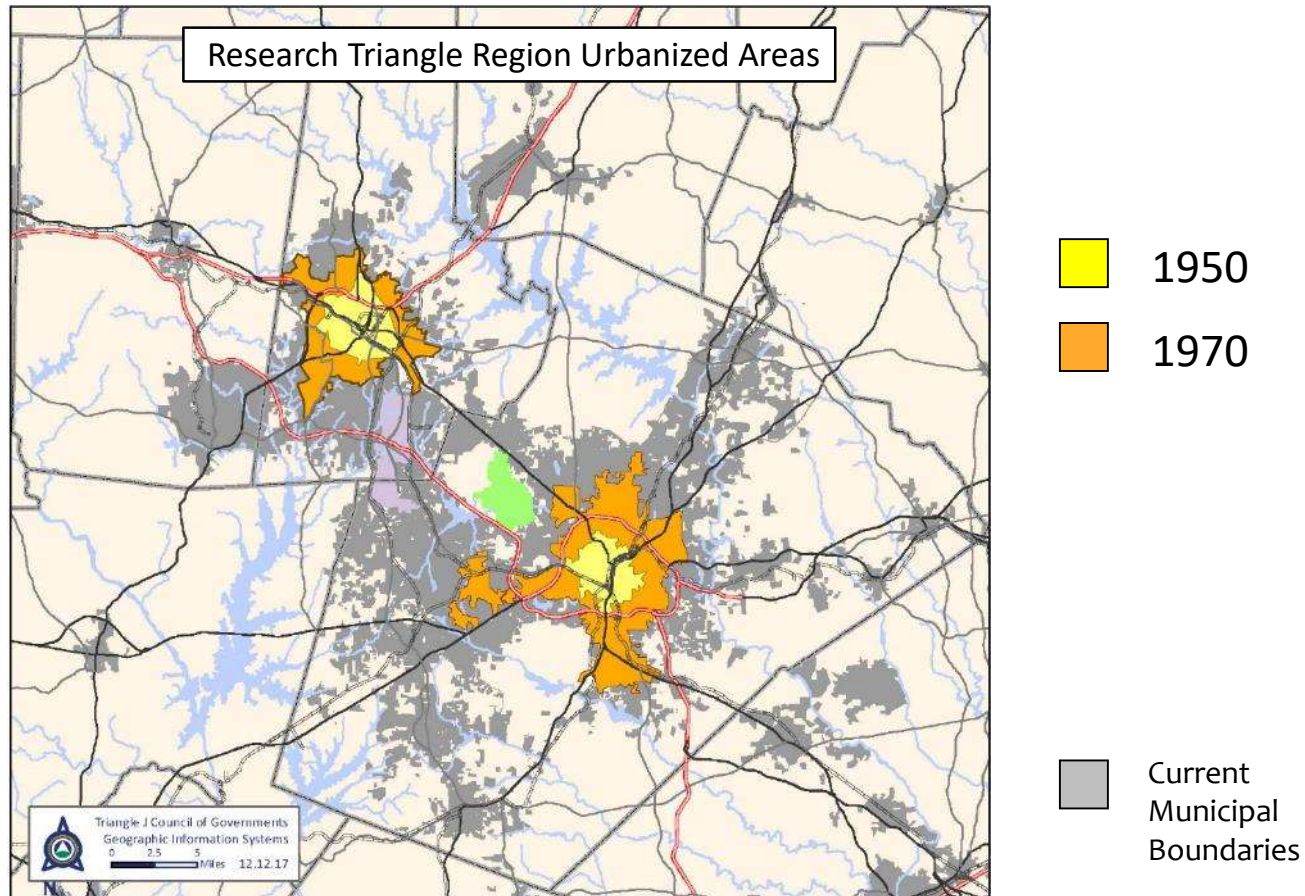 Research Triangle Region Urbanized Areas
1950
1970
Current
Municipal
Boundaries
Triangle J Council of Governments
Geographic Information Systems
0 2.5 5
Miles 12.12.17
N